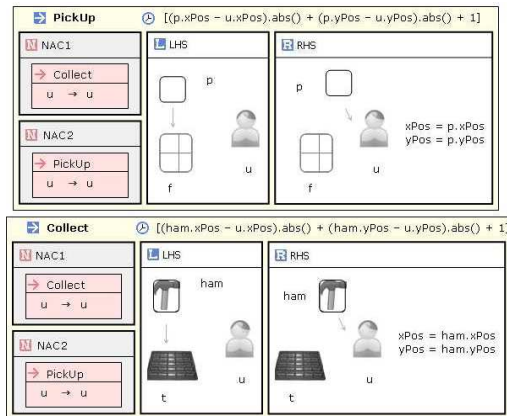 PickUp [(p.xPos - u.xPos).abs() + (p.yPos - u.yPos).abs() + 1]
N NAC1
Collect
u → u
N NAC2
PickUp
u → u
L LHS
p
u
f
R RHS
p
xPos = p.xPos
yPos = p.yPos
u
f
Collect [(ham.xPos - u.xPos).abs() + (ham.yPos - u.yPos).abs() + 1]
N NAC1
Collect
u → u
N NAC2
PickUp
u → u
L LHS
ham
u
t
R RHS
ham
xPos = ham.xPos
yPos = ham.yPos
u
t